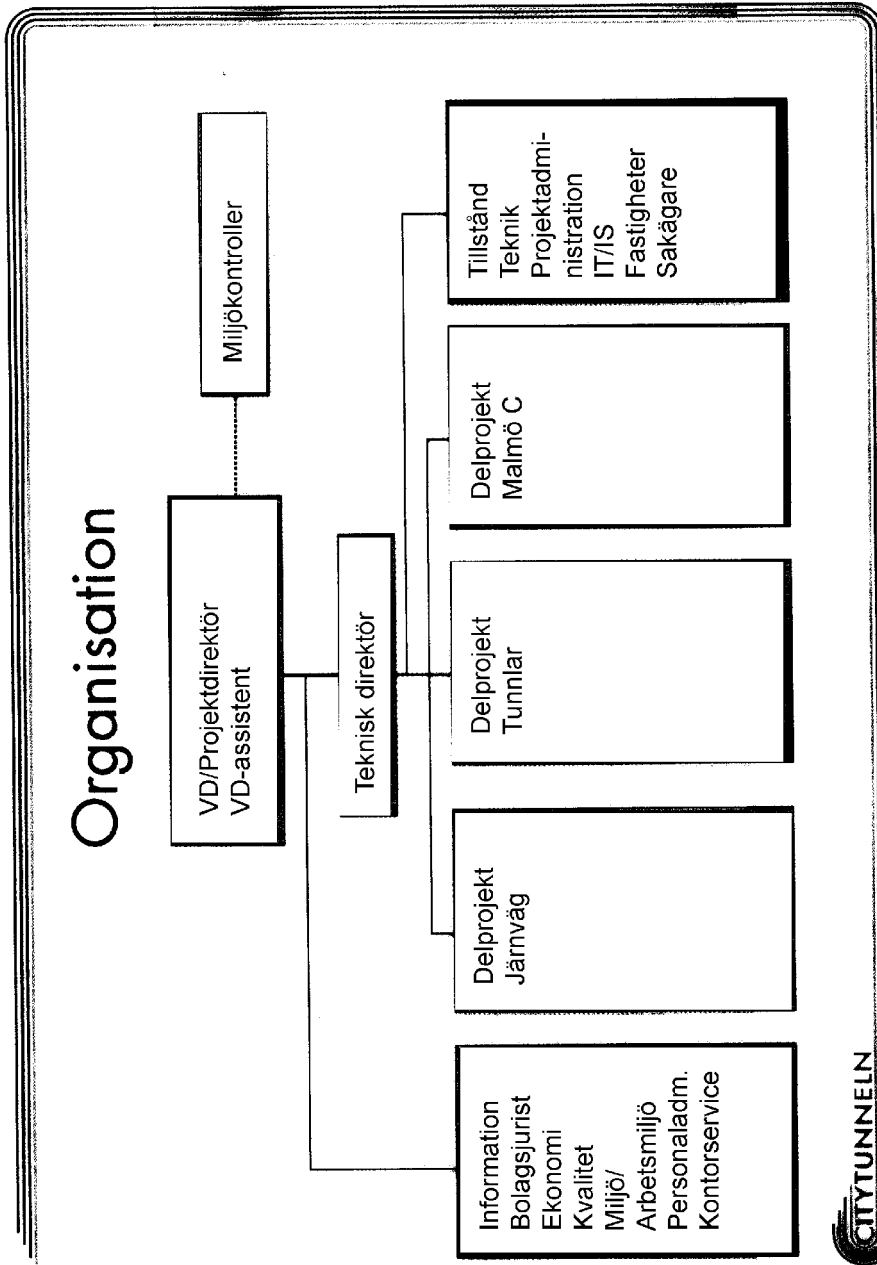 Organisation
VD/Projektdirektör
VD-assistent
Miljökontroller
Teknisk direktör
Information
Bolagsjurist
Ekonomi
Kvalitet
Miljö/
Arbetsmiljö
Personaladm.
Kontorservice
Delprojekt
Järnväg
Delprojekt
Tunnlar
Delprojekt
Malmö C
Tillstånd
Teknik
Projektadmi-
nistration
IT/IS
Fastigheter
Sakägare
CITYTUNNELN